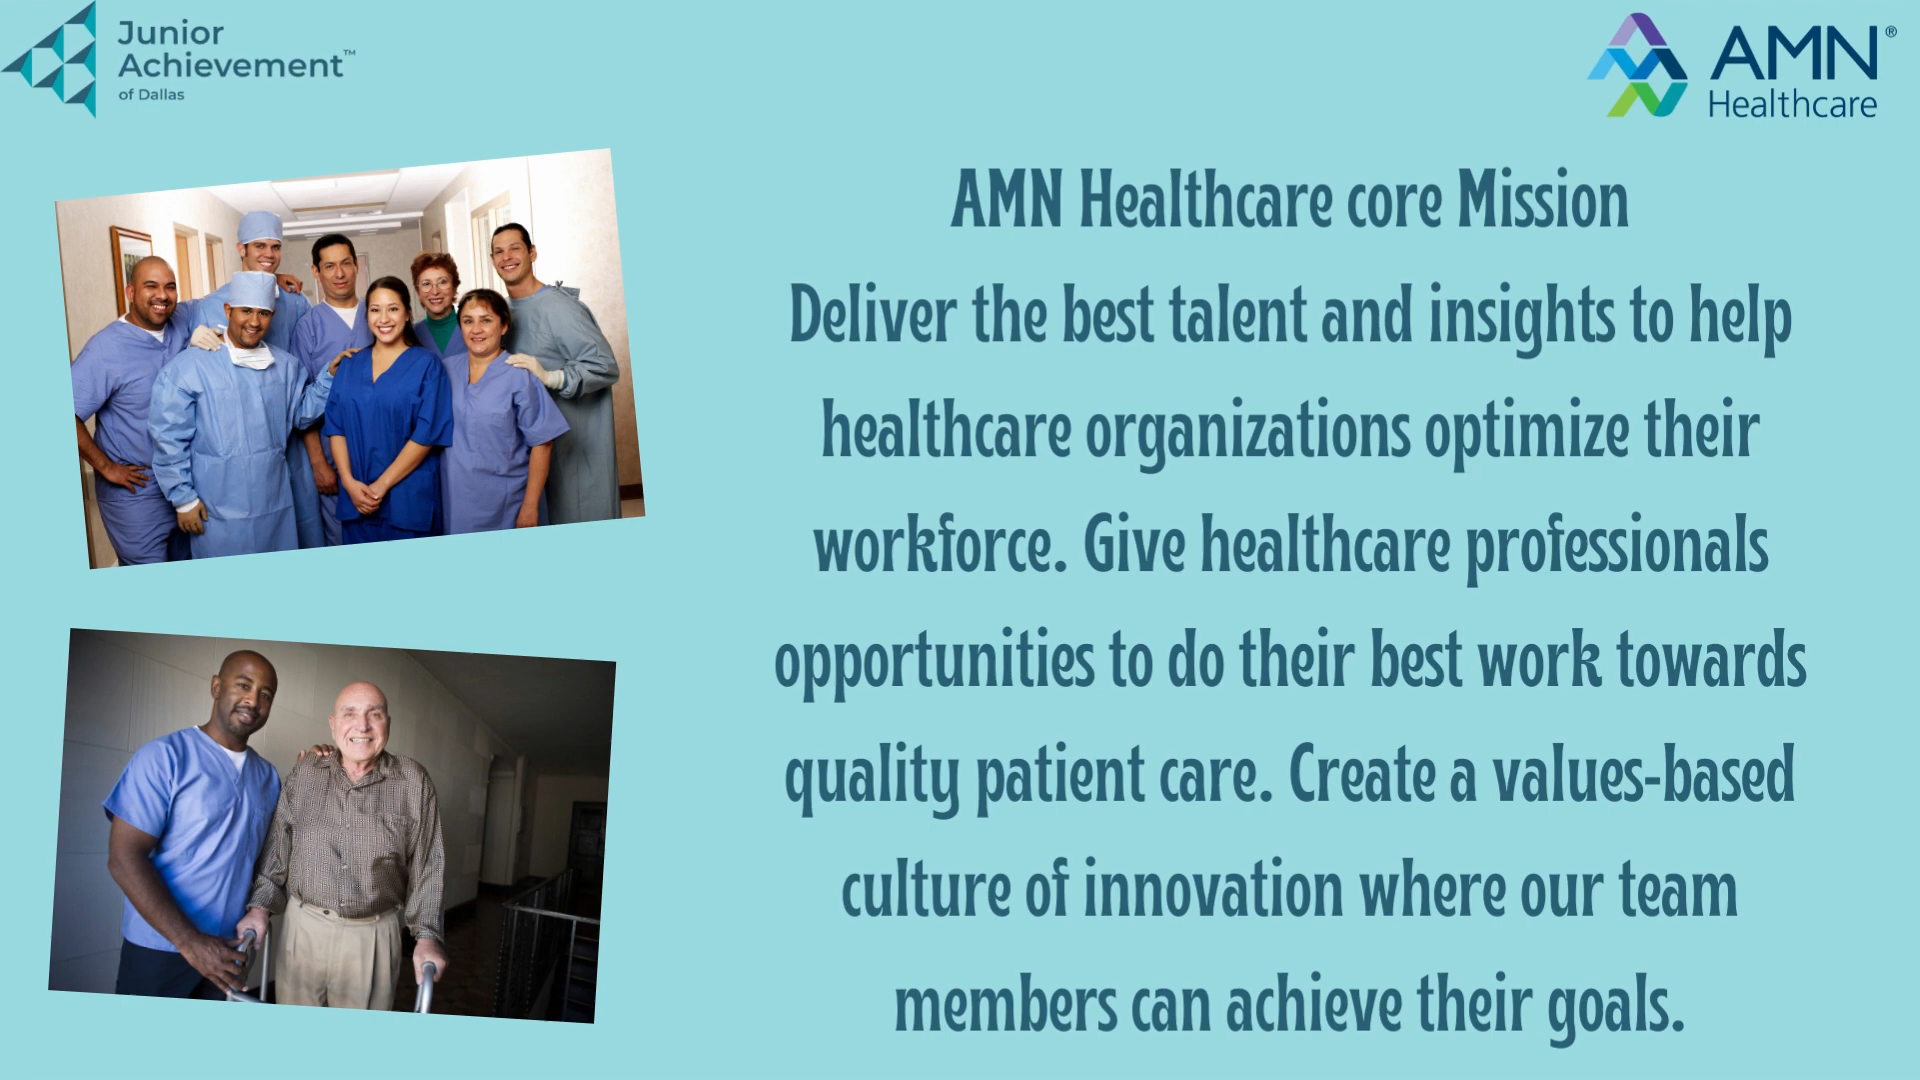 Junior
Achievement™
of Dallas
AMN®
Healthcare
AMN Healthcare core Mission
Deliver the best talent and insights to help
healthcare organizations optimize their
workforce. Give healthcare professionals
opportunities to do their best work towards
quality patient care. Create a values-based
culture of innovation where our team
members can achieve their goals.